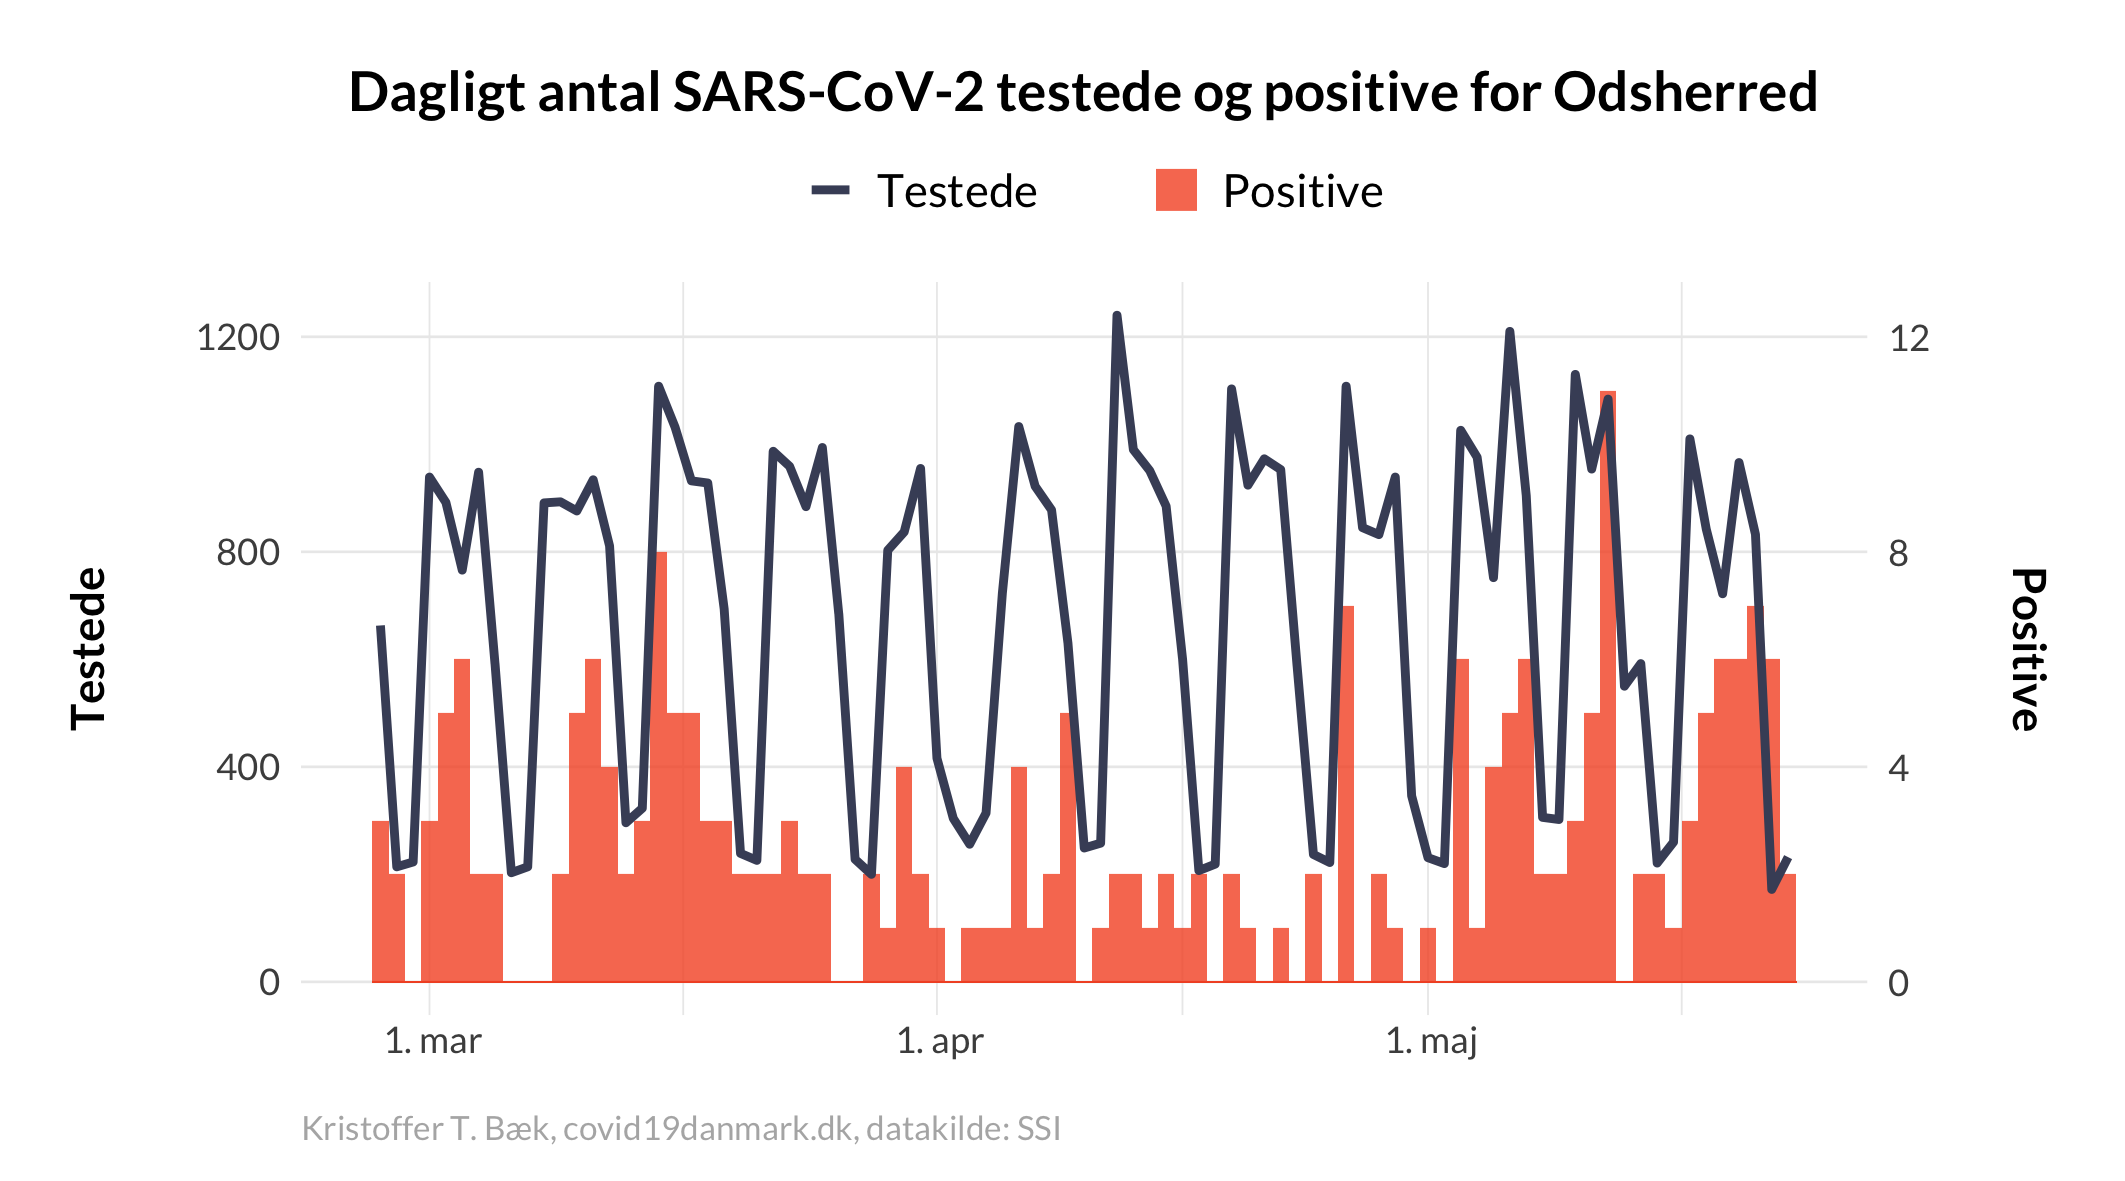 Dagligt antal SARS-CoV-2 testede og positive for Odsherred
Testede
Positive
1200
800
400
0
12
8
4
0
Testede
Positive
1. mar
1. apr
1. maj
Kristoffer T. Bæk, covid19danmark.dk, datakilde: SSI